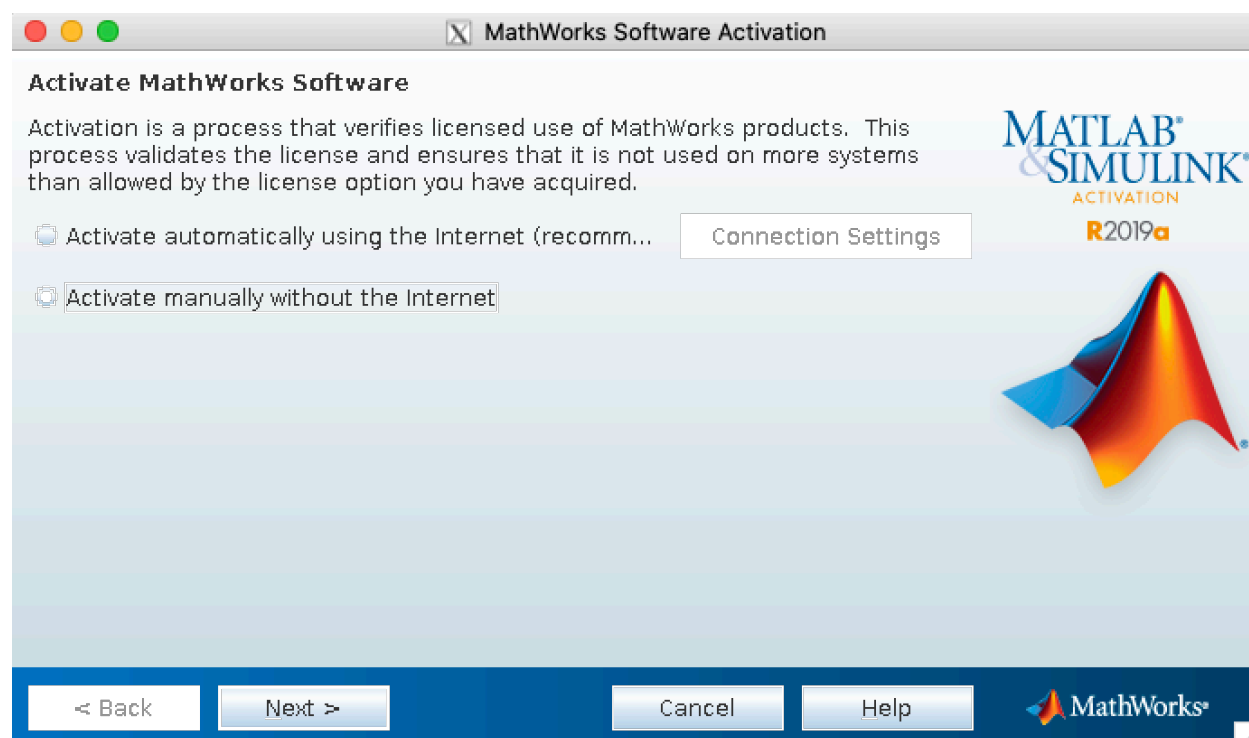 MathWorks Software Activation
Activate MathWorks Software
Activation is a process that verifies licensed use of MathWorks products.  This
process validates the license and ensures that it is not used on more systems
than allowed by the license option you have acquired.
Activate automatically using the Internet (recomm...
Connection Settings
Activate manually without the Internet
MATLAB®
&SIMULINK®
ACTIVATION
R2019a
®
< Back
Next >
Cancel
Help
MathWorks®